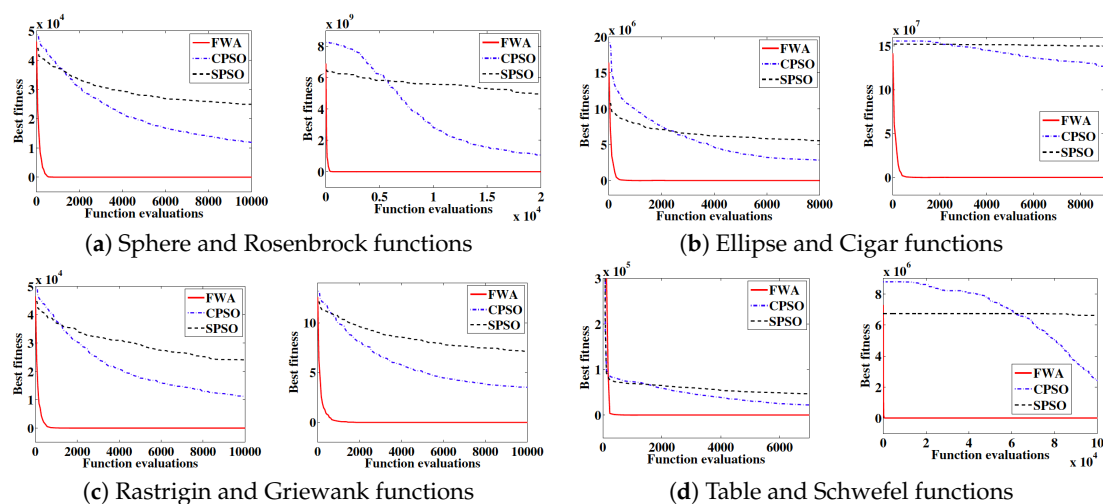 x 10^4
5
4
3
2
1
0
Best fitness
FWA
CPSO
SPSO
0 2000 4000 6000 8000 10000
Function evaluations
x 10^9
8
6
4
2
0
Best fitness
FWA
CPSO
SPSO
0 0.5 1 1.5 2
Function evaluations
x 10^4
(a) Sphere and Rosenbrock functions
x 10^6
20
15
10
5
0
Best fitness
FWA
CPSO
SPSO
0 2000 4000 6000 8000
Function evaluations
x 10^7
15
10
5
0
Best fitness
FWA
CPSO
SPSO
0 2000 4000 6000 8000
Function evaluations
(b) Ellipse and Cigar functions
x 10^4
5
4
3
2
1
0
Best fitness
FWA
CPSO
SPSO
0 2000 4000 6000 8000 10000
Function evaluations
10
5
0
Best fitness
FWA
CPSO
SPSO
0 2000 4000 6000 8000 10000
Function evaluations
(c) Rastrigin and Griewank functions
x 10^5
3
2
1
0
Best fitness
FWA
CPSO
SPSO
0 2000 4000 6000
Function evaluations
x 10^6
8
6
4
2
0
Best fitness
FWA
CPSO
SPSO
0 2 4 6 8 10
Function evaluations
x 10^4
(d) Table and Schwefel functions